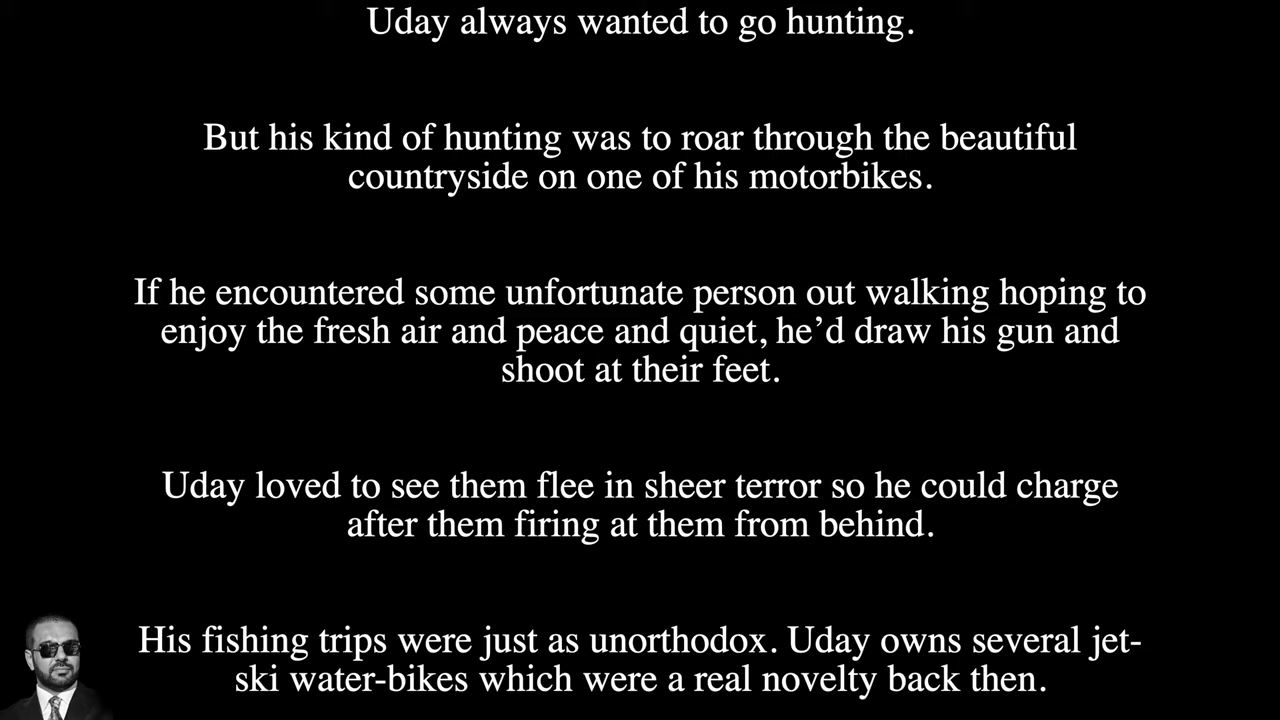 Uday always wanted to go hunting.
But his kind of hunting was to roar through the beautiful
countryside on one of his motorbikes.
If he encountered some unfortunate person out walking hoping to
enjoy the fresh air and peace and quiet, he’d draw his gun and
shoot at their feet.
Uday loved to see them flee in sheer terror so he could charge
after them firing at them from behind.
His fishing trips were just as unorthodox. Uday owns several jet-
ski water-bikes which were a real novelty back then.